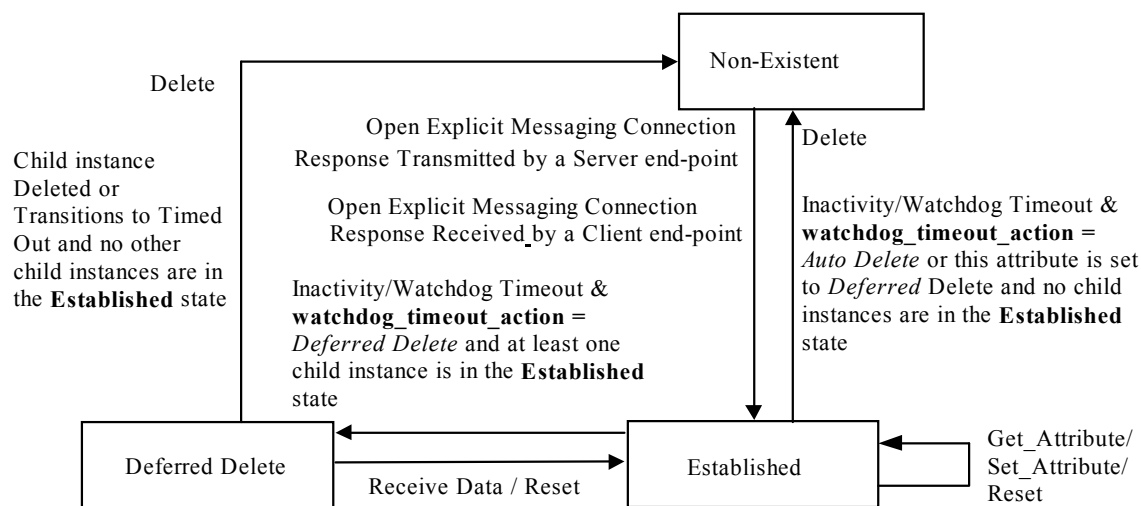 Non-Existent
Delete
Open Explicit Messaging Connection
Response Transmitted by a Server end-point
Open Explicit Messaging Connection
Response Received by a Client end-point
Delete
Child instance
Deleted or
Transitions to Timed
Out and no other
child instances are in
the Established state
Inactivity/Watchdog Timeout &
watchdog_timeout_action =
Auto Delete or this attribute is set
to Deferred Delete and no child
instances are in the Established
state
Inactivity/Watchdog Timeout &
watchdog_timeout_action =
Deferred Delete and at least one
child instance is in the Established
state
Deferred Delete
Receive Data / Reset
Established
Get_Attribute/
Set_Attribute/
Reset